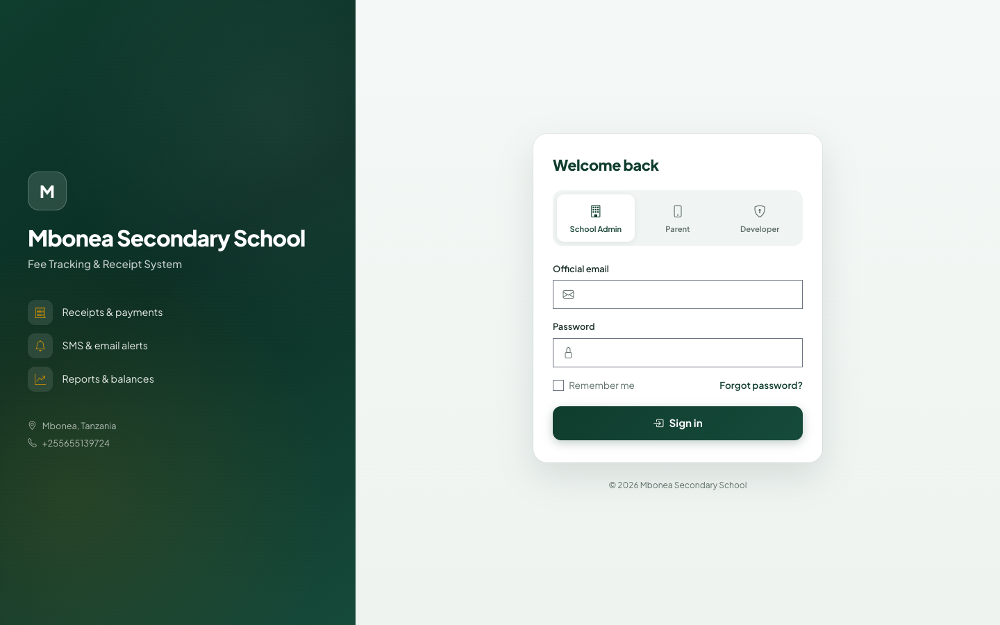 M
Mbonea Secondary School
Fee Tracking & Receipt System
Receipts & payments
SMS & email alerts
Reports & balances
Mbonea, Tanzania
+255655139724
Welcome back
School Admin
Parent
Developer
Official email
Password
Remember me
Forgot password?
Sign in
© 2026 Mbonea Secondary School